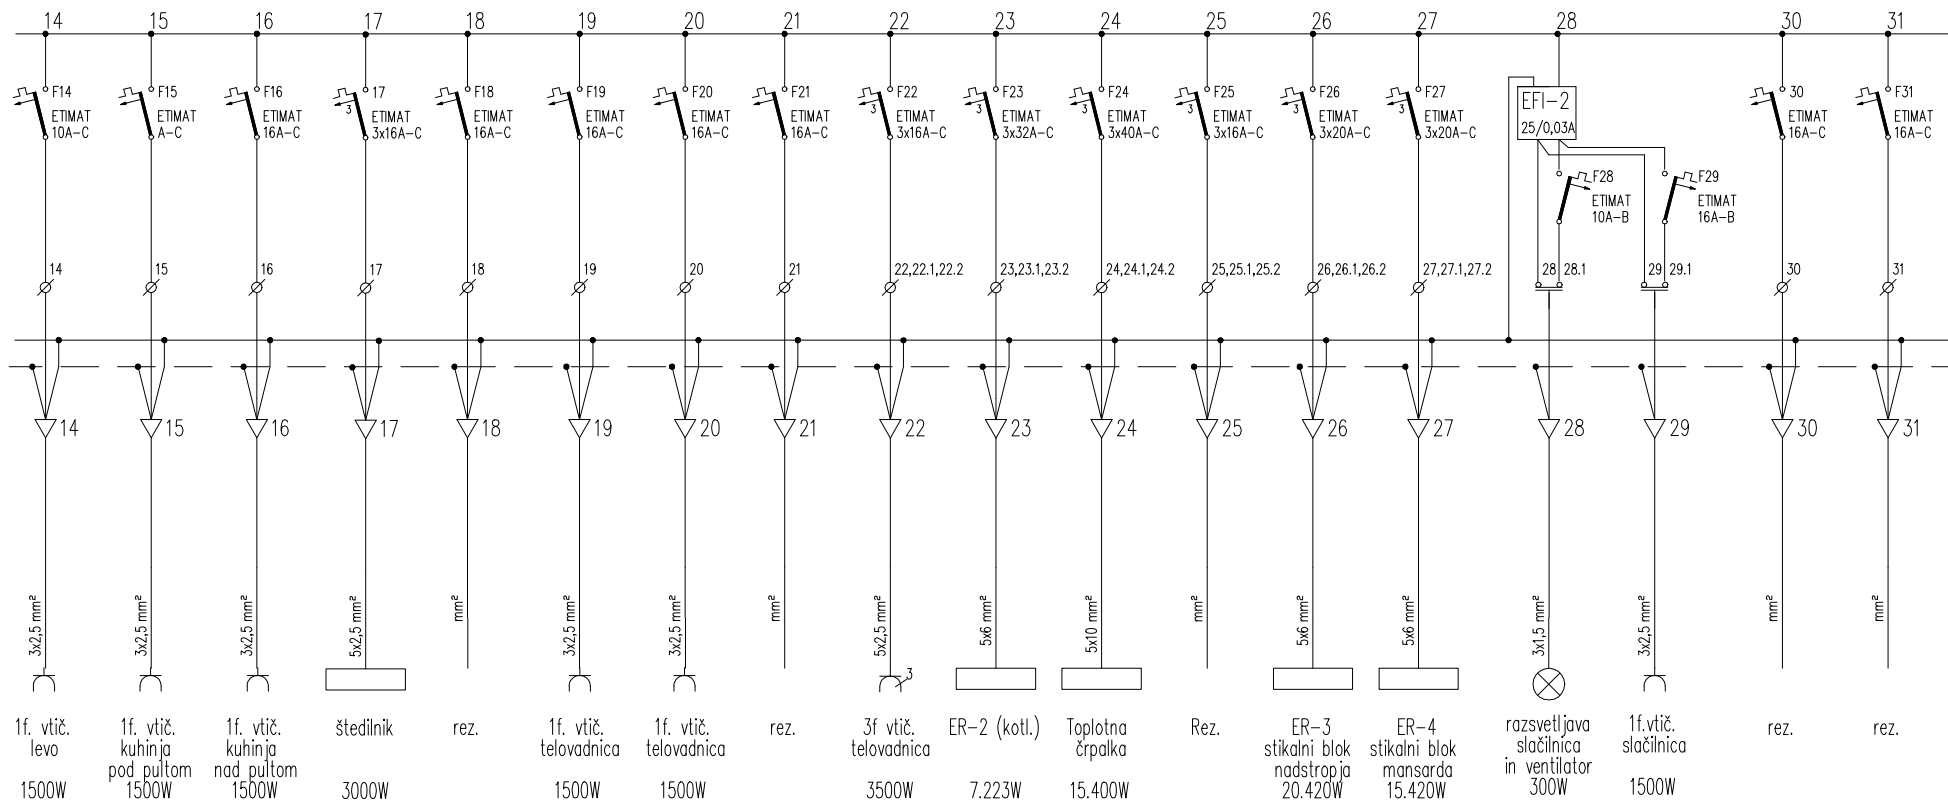 14 15 16 17 18 19 20 21 22 23 24 25 26 27 28 30 31
F14 F15 F16 17 F18 F19 F20 F21 F22 F23 F24 F25 F26 F27 EFI-2 30 F31
3 3 3 3 3 3 3
ETIMAT ETIMAT ETIMAT ETIMAT ETIMAT ETIMAT ETIMAT ETIMAT ETIMAT ETIMAT ETIMAT ETIMAT ETIMAT ETIMAT ETIMAT ETIMAT
10A-C A-C 16A-C 3x16A-C 16A-C 16A-C 16A-C 16A-C 3x16A-C 3x32A-C 3x40A-C 3x16A-C 3x20A-C 3x20A-C 25/0,03A 16A-C 16A-C
F28 F29
ETIMAT ETIMAT
10A-B 16A-B
14 15 16 17 18 19 20 21 22,22.1,22.2 23,23.1,23.2 24,24.1,24.2 25,25.1,25.2 26,26.1,26.2 27,27.1,27.2 28 28.1 29 29.1 30 31
14 15 16 17 18 19 20 21 22 23 24 25 26 27 28 29 30 31
3x2,5 mm² 3x2,5 mm² 3x2,5 mm² 5x2,5 mm² mm² 3x2,5 mm² 3x2,5 mm² mm² 5x2,5 mm² 5x6 mm² 5x10 mm² mm² 5x6 mm² 5x6 mm² 3x1,5 mm² 3x2,5 mm² mm² mm²
3
1f. vtič. 1f. vtič. 1f. vtič. štedilnik rez. 1f. vtič. 1f. vtič. rez. 3f vtič. ER-2 (kotl.) Toplotna Rez. ER-3 ER-4 razsvetljava 1f.vtič. rez. rez.
levo kuhinja kuhinja telovadnica telovadnica telovadnica črpalka stikalni blok stikalni blok slačilnica slačilnica
pod pultom nad pultom nadstropja mansarda in ventilator
1500W 1500W 1500W 3000W 1500W 1500W 3500W 7.223W 15.400W 20.420W 15.420W 300W 1500W